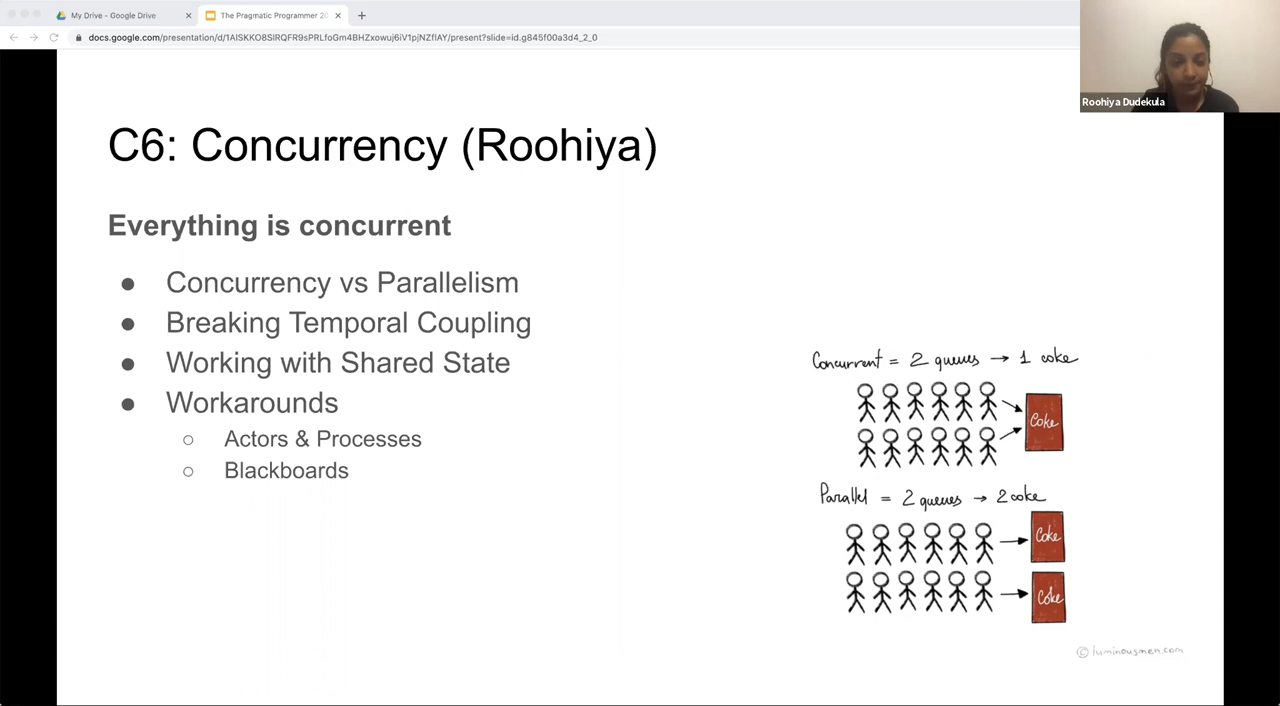 My Drive - Google Drive
The Pragmatic Programmer 20
docs.google.com/presentation/d/1AISKKO8SlRQFR9sPRLfoGm4BHZxowuj6iV1pjNZfIAY/present?slide=id.g845f00a3d4_2_0
Roohiya Dudekula
C6: Concurrency (Roohiya)
Everything is concurrent
● Concurrency vs Parallelism
● Breaking Temporal Coupling
● Working with Shared State
● Workarounds
○ Actors & Processes
○ Blackboards
Concurrent = 2 queues → 1 coke
Coke
Parallel = 2 queues → 2 coke
Coke
Coke
© luminousmen.com